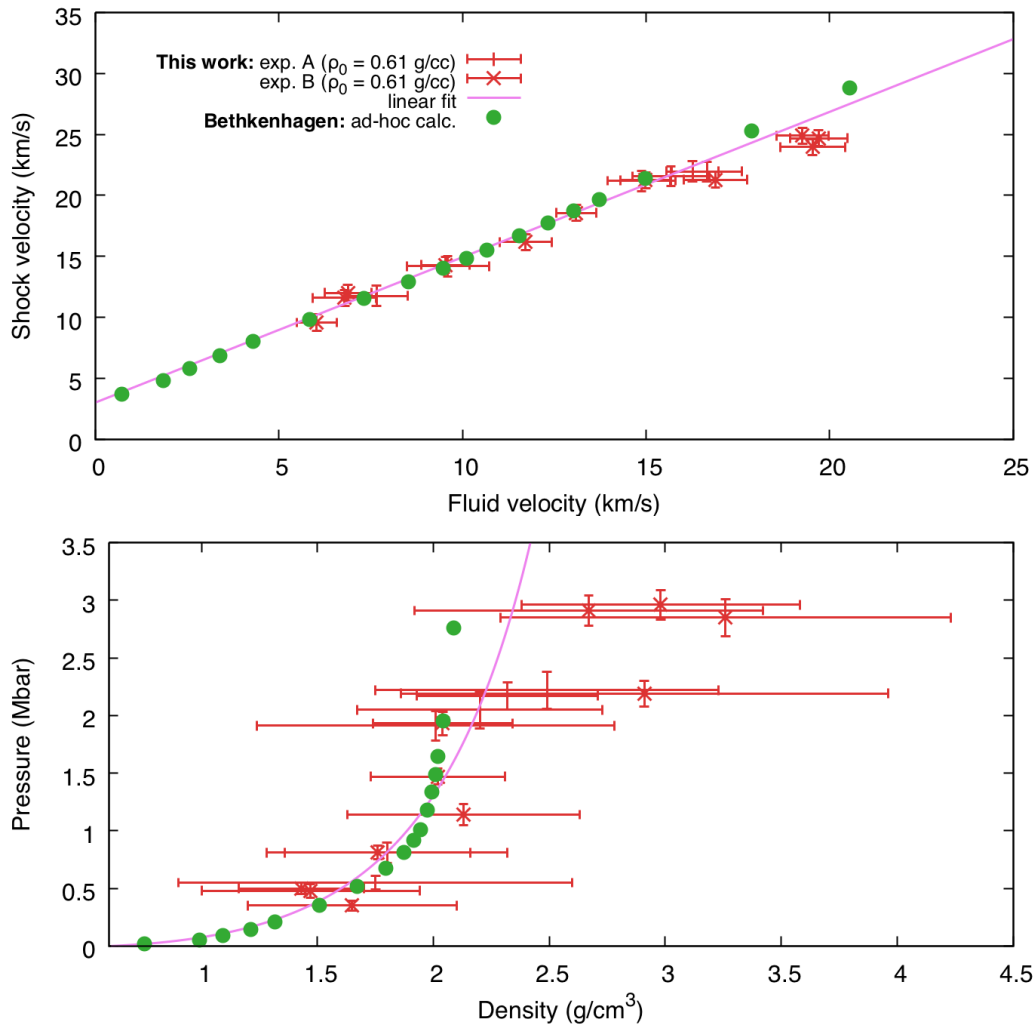 35
30
25
20
15
10
5
0
Shock velocity (km/s)
This work: exp. A (ρ0 = 0.61 g/cc)
exp. B (ρ0 = 0.61 g/cc)
linear fit
Bethkenhagen: ad-hoc calc.
0 5 10 15 20 25
Fluid velocity (km/s)
3.5
3
2.5
2
1.5
1
0.5
0
Pressure (Mbar)
1 1.5 2 2.5 3 3.5 4 4.5
Density (g/cm³)